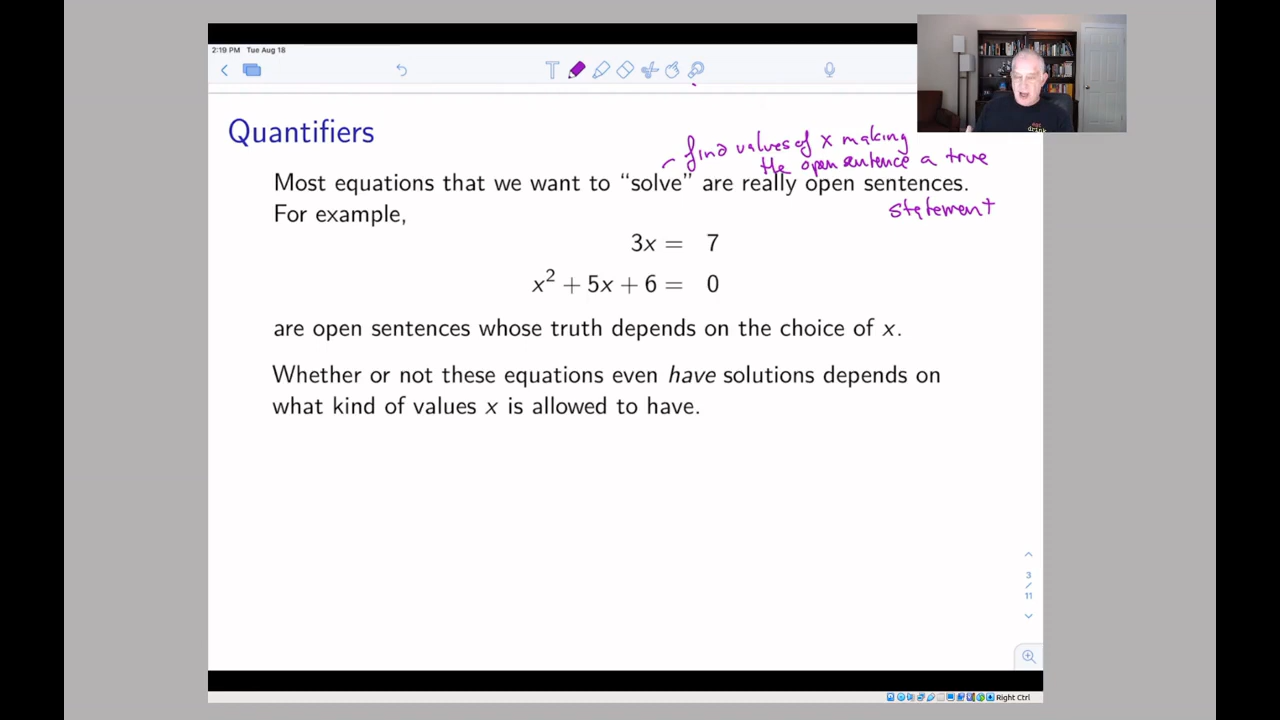 2:19 PM Tue Aug 18
Quantifiers
find values of x making
the open sentence a true
statement
Most equations that we want to “solve” are really open sentences.
For example,
3x = 7
x² + 5x + 6 = 0
are open sentences whose truth depends on the choice of x.
Whether or not these equations even have solutions depends on
what kind of values x is allowed to have.
3
/
11
Right Ctrl